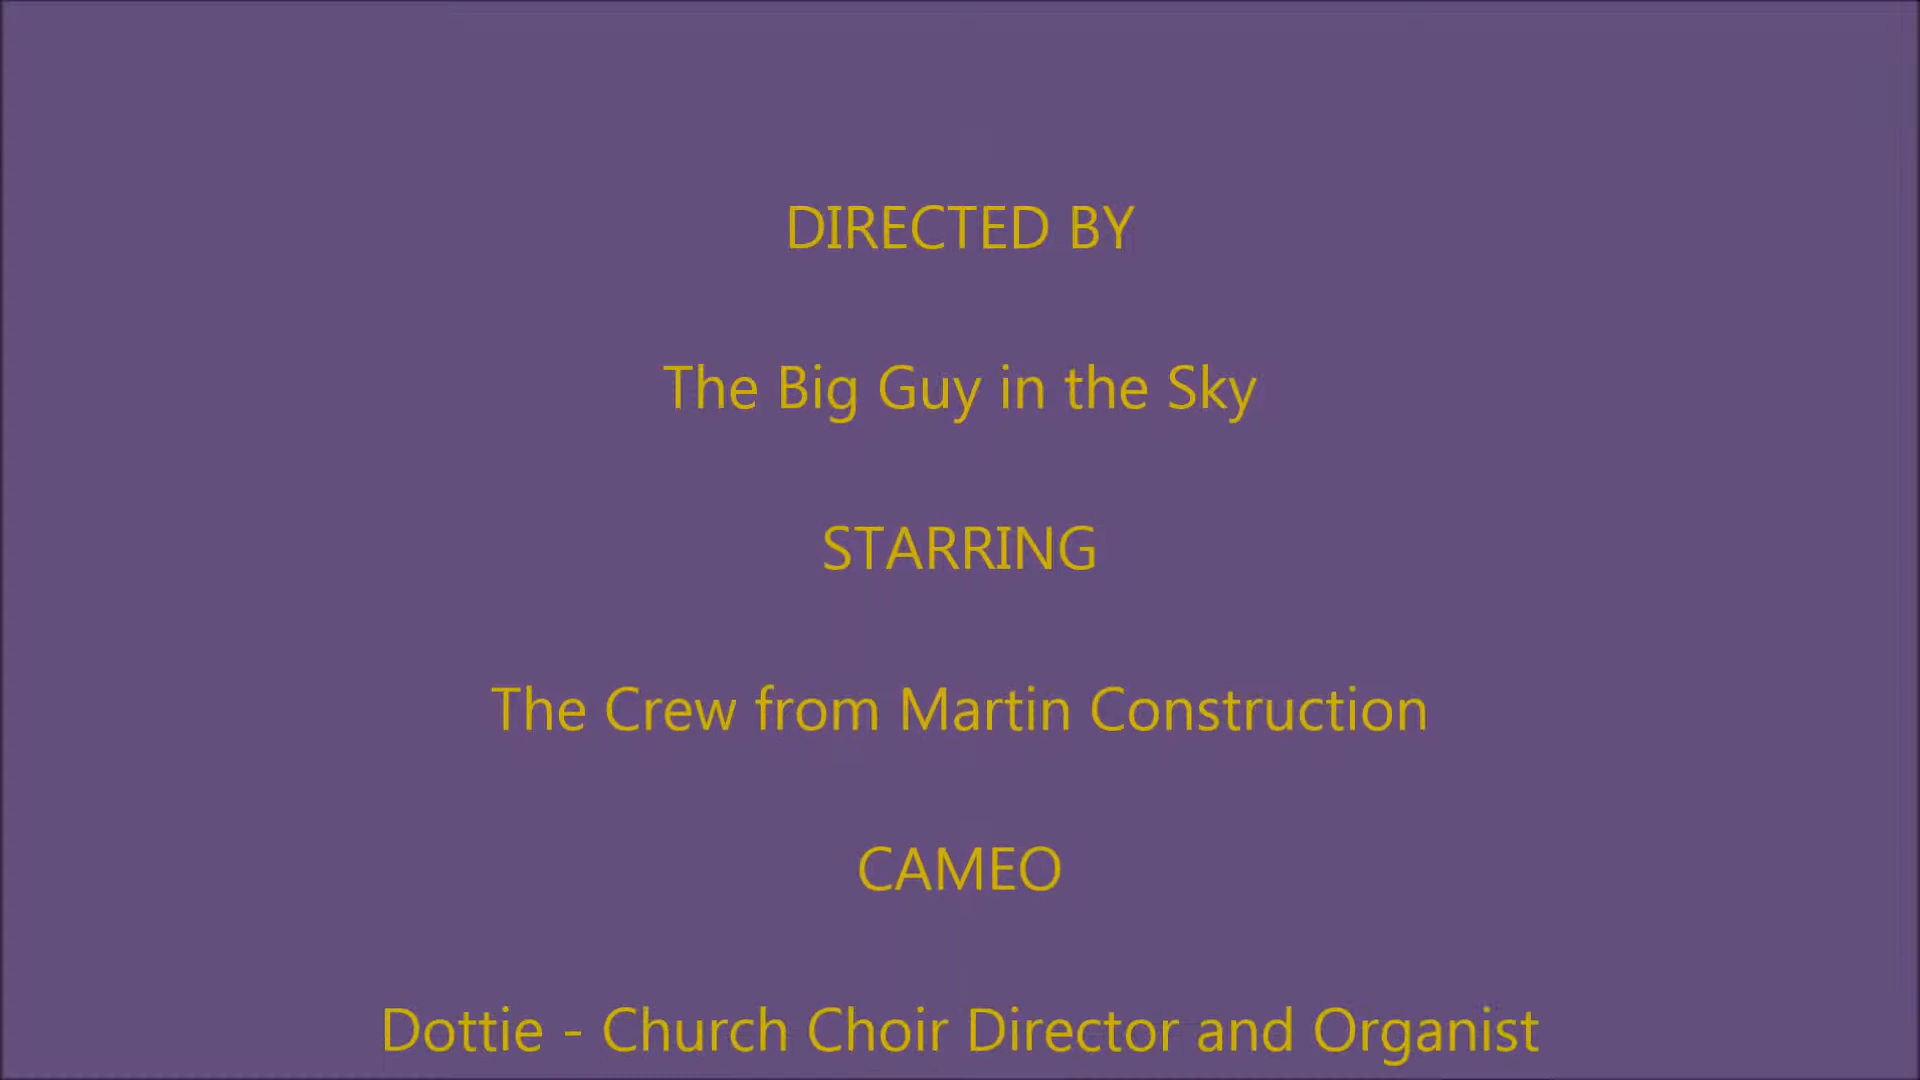 DIRECTED BY
The Big Guy in the Sky
STARRING
The Crew from Martin Construction
CAMEO
Dottie - Church Choir Director and Organist